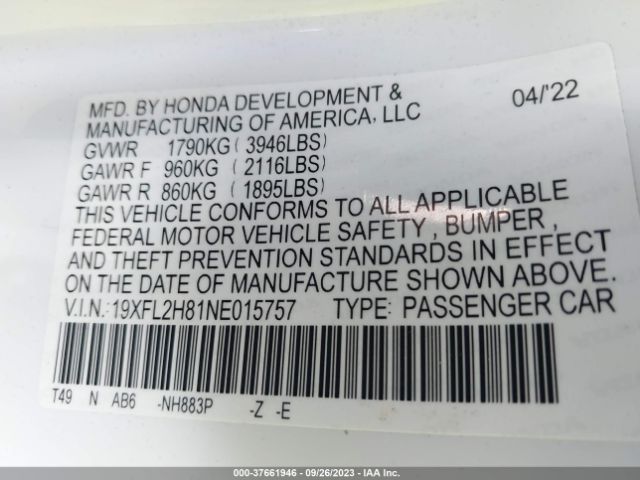 MFD. BY HONDA DEVELOPMENT & MANUFACTURING OF AMERICA, LLC 04/'22
GVWR 1790KG ( 3946LBS)
GAWR F 960KG ( 2116LBS)
GAWR R 860KG ( 1895LBS)
THIS VEHICLE CONFORMS TO ALL APPLICABLE
FEDERAL MOTOR VEHICLE SAFETY , BUMPER ,
AND THEFT PREVENTION STANDARDS IN EFFECT
ON THE DATE OF MANUFACTURE SHOWN ABOVE.
V.I.N.:19XFL2H81NE015757 TYPE: PASSENGER CAR
T49 N AB6 -NH883P -Z -E
000-37661946 - 09/26/2023 - IAAI.COM